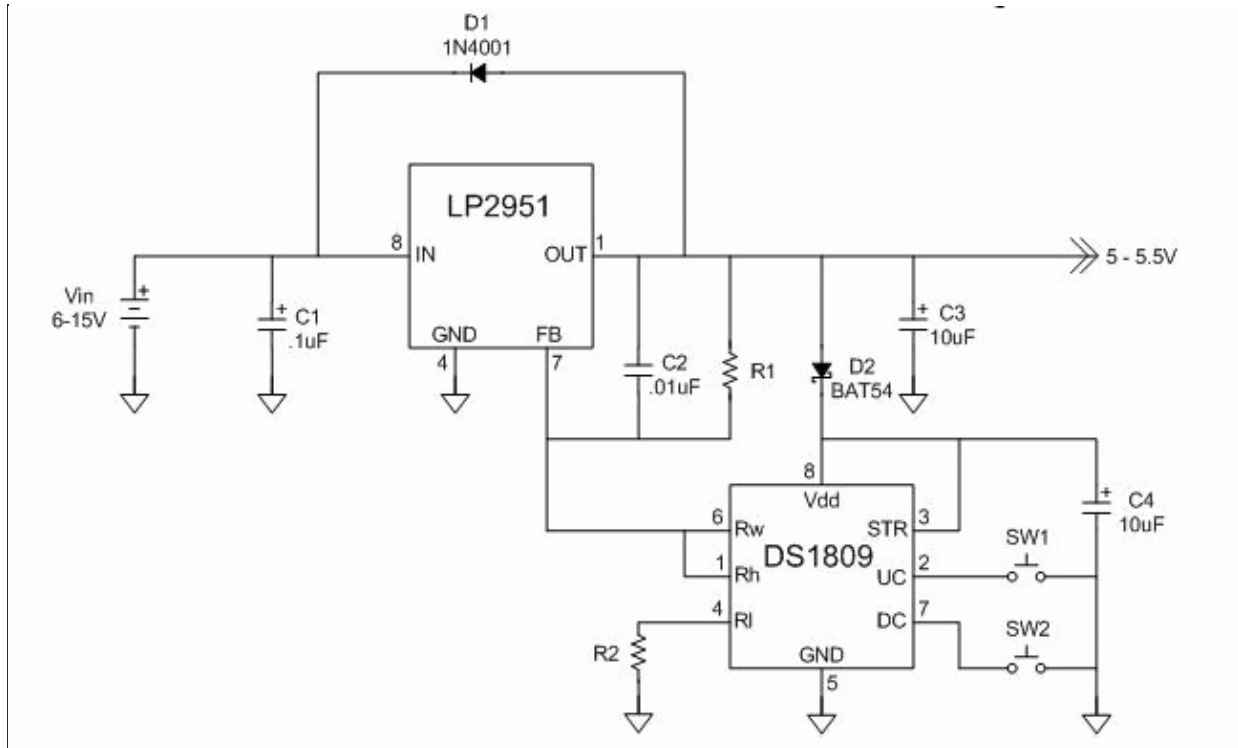 D1
1N4001
LP2951
8
IN
OUT
1
5 - 5.5V
Vin
6-15V
+
+
C1
.1uF
GND
4
FB
7
C2
.01uF
R1
D2
BAT54
+
C3
10uF
8
Vdd
6
Rw
STR
3
+
C4
10uF
DS1809
1
Rh
UC
2
SW1
4
Rl
DC
7
SW2
R2
GND
5